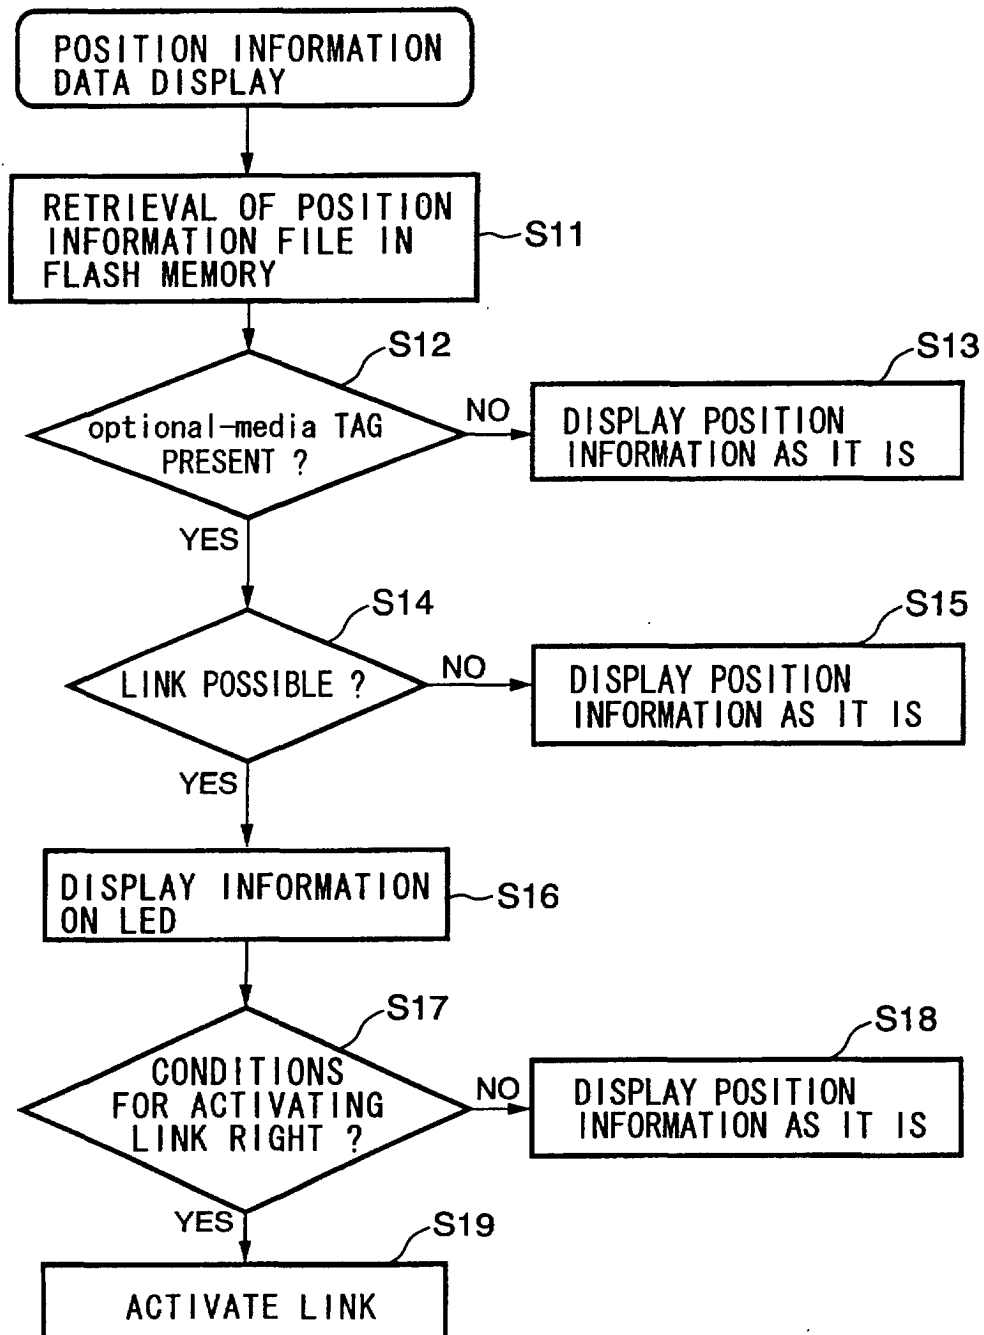 POSITION INFORMATION
DATA DISPLAY
RETRIEVAL OF POSITION
INFORMATION FILE IN
FLASH MEMORY
S11
S12
optional-media TAG
PRESENT ?
NO
S13
DISPLAY POSITION
INFORMATION AS IT IS
YES
S14
LINK POSSIBLE ?
NO
S15
DISPLAY POSITION
INFORMATION AS IT IS
YES
DISPLAY INFORMATION
ON LED
S16
S17
CONDITIONS
FOR ACTIVATING
LINK RIGHT ?
NO
S18
DISPLAY POSITION
INFORMATION AS IT IS
YES
S19
ACTIVATE LINK